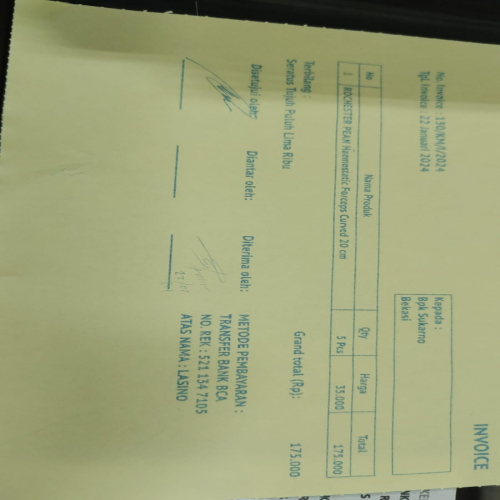 INVOICE
No. Invoice : 130/KM/I/2024
Tgl. Invoice : 22 Januari 2024
Kepada :
Bpk Sukarno
Bekasi
No Nama Produk Qty Harga Total
1 ROCHESTER PEAN Haemostatic Forceps Curved 20 cm 5 Pcs 35.000 175.000
Terbilang : Grand total (Rp): 175.000
Seratus Tujuh Puluh Lima Ribu
Disetujui oleh: Diantar oleh: Diterima oleh:
METODE PEMBAYARAN :
TRANSFER BANK BCA
NO. REK : 521 134 7105
ATAS NAMA : LASINO